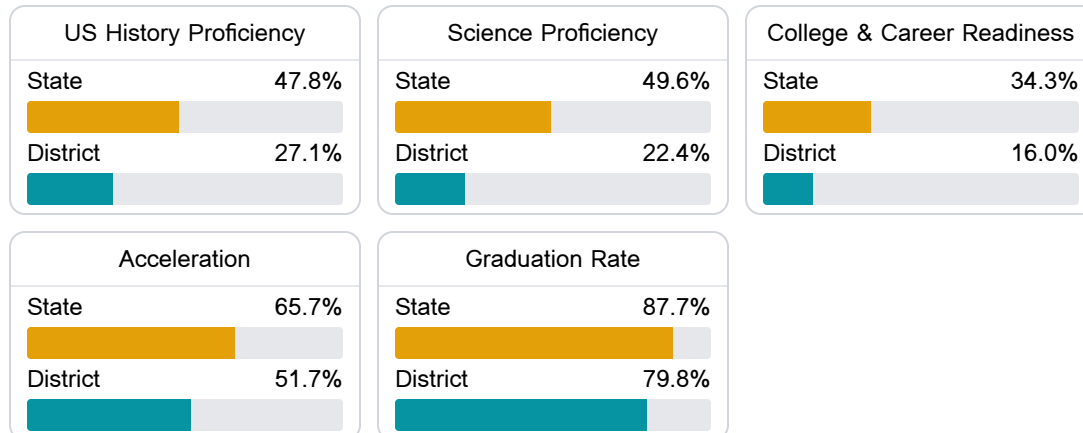 US History Proficiency
State 47.8%
District 27.1%
Science Proficiency
State 49.6%
District 22.4%
College & Career Readiness
State 34.3%
District 16.0%
Acceleration
State 65.7%
District 51.7%
Graduation Rate
State 87.7%
District 79.8%